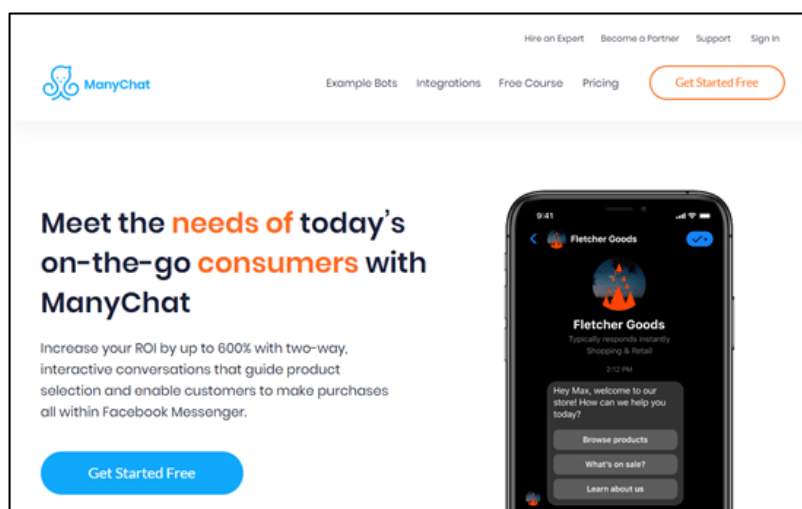 Hire an Expert Become a Partner Support Sign In
ManyChat Example Bots Integrations Free Course Pricing Get Started Free
Meet the needs of today's
on-the-go consumers with
ManyChat
Increase your ROI by up to 600% with two-way,
interactive conversations that guide product
selection and enable customers to make purchases
all within Facebook Messenger.
Get Started Free
9:41
Fletcher Goods
Fletcher Goods
Typically responds instantly
Shopping & Retail
2:12 PM
Hey Max, welcome to our
store! How can we help you
today?
Browse products
What's on sale?
Learn about us